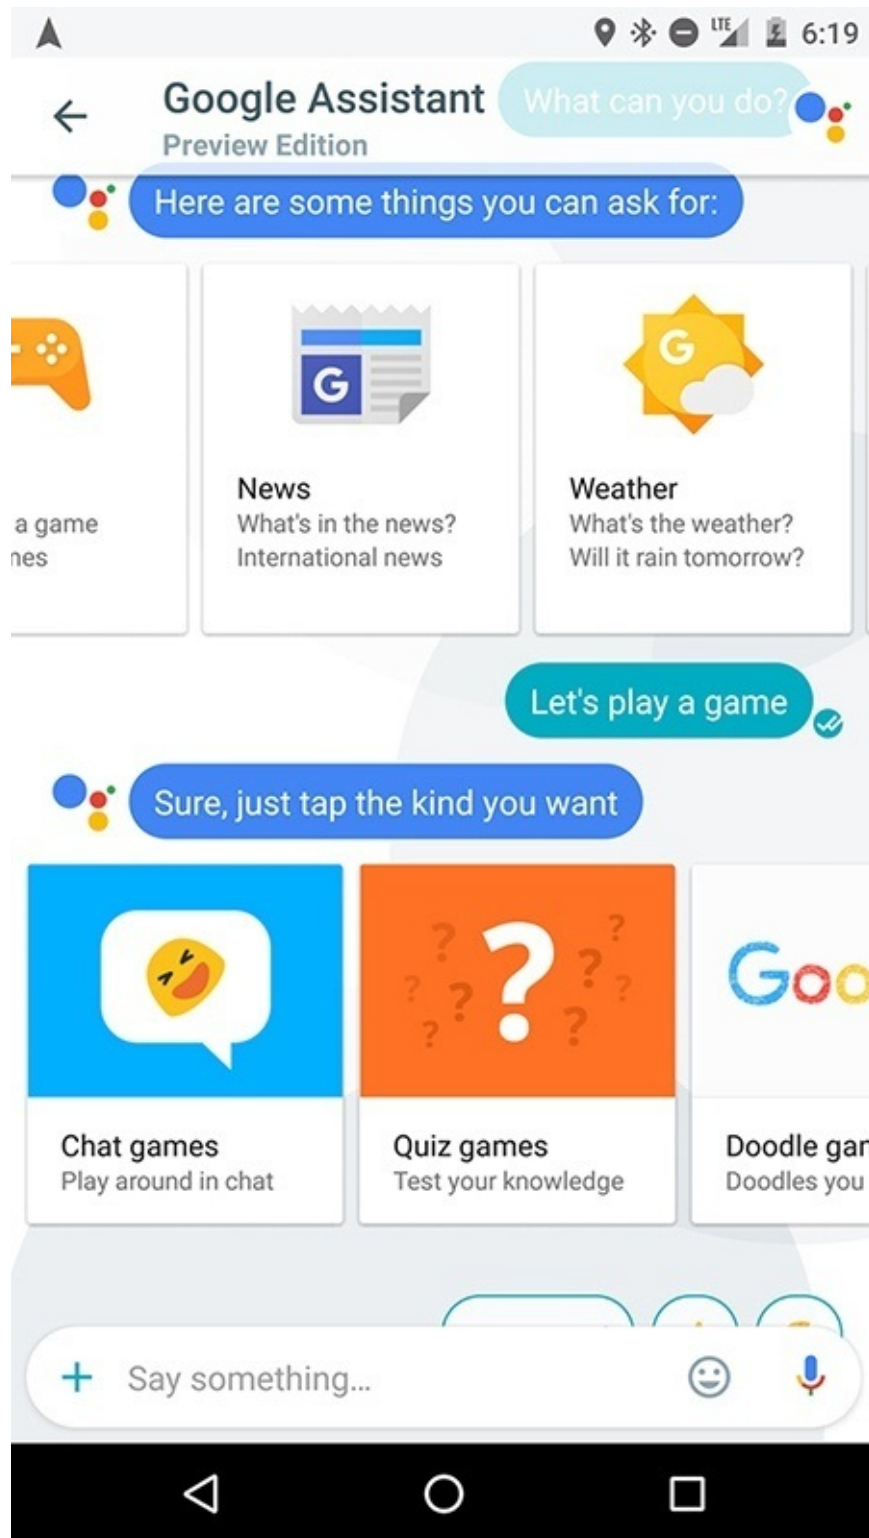 LTE 6:19
Google Assistant
Preview Edition
What can you do?
Here are some things you can ask for:
a game
News
What's in the news?
International news
G
Weather
What's the weather?
Will it rain tomorrow?
G
Let's play a game
Sure, just tap the kind you want
Chat games
Play around in chat
?
Quiz games
Test your knowledge
Goo
Doodle
Doodles you
Say something...